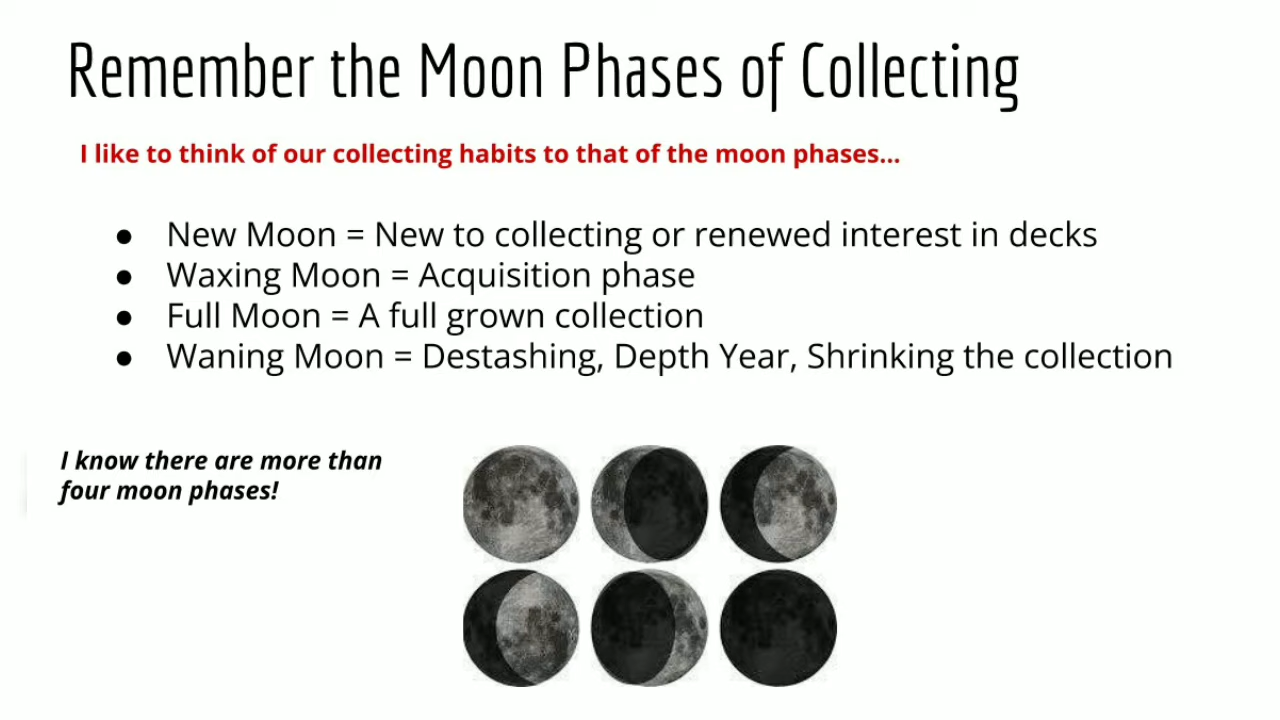 Remember the Moon Phases of Collecting
I like to think of our collecting habits to that of the moon phases...
● New Moon = New to collecting or renewed interest in decks
● Waxing Moon = Acquisition phase
● Full Moon = A full grown collection
● Waning Moon = Destashing, Depth Year, Shrinking the collection
I know there are more than
four moon phases!